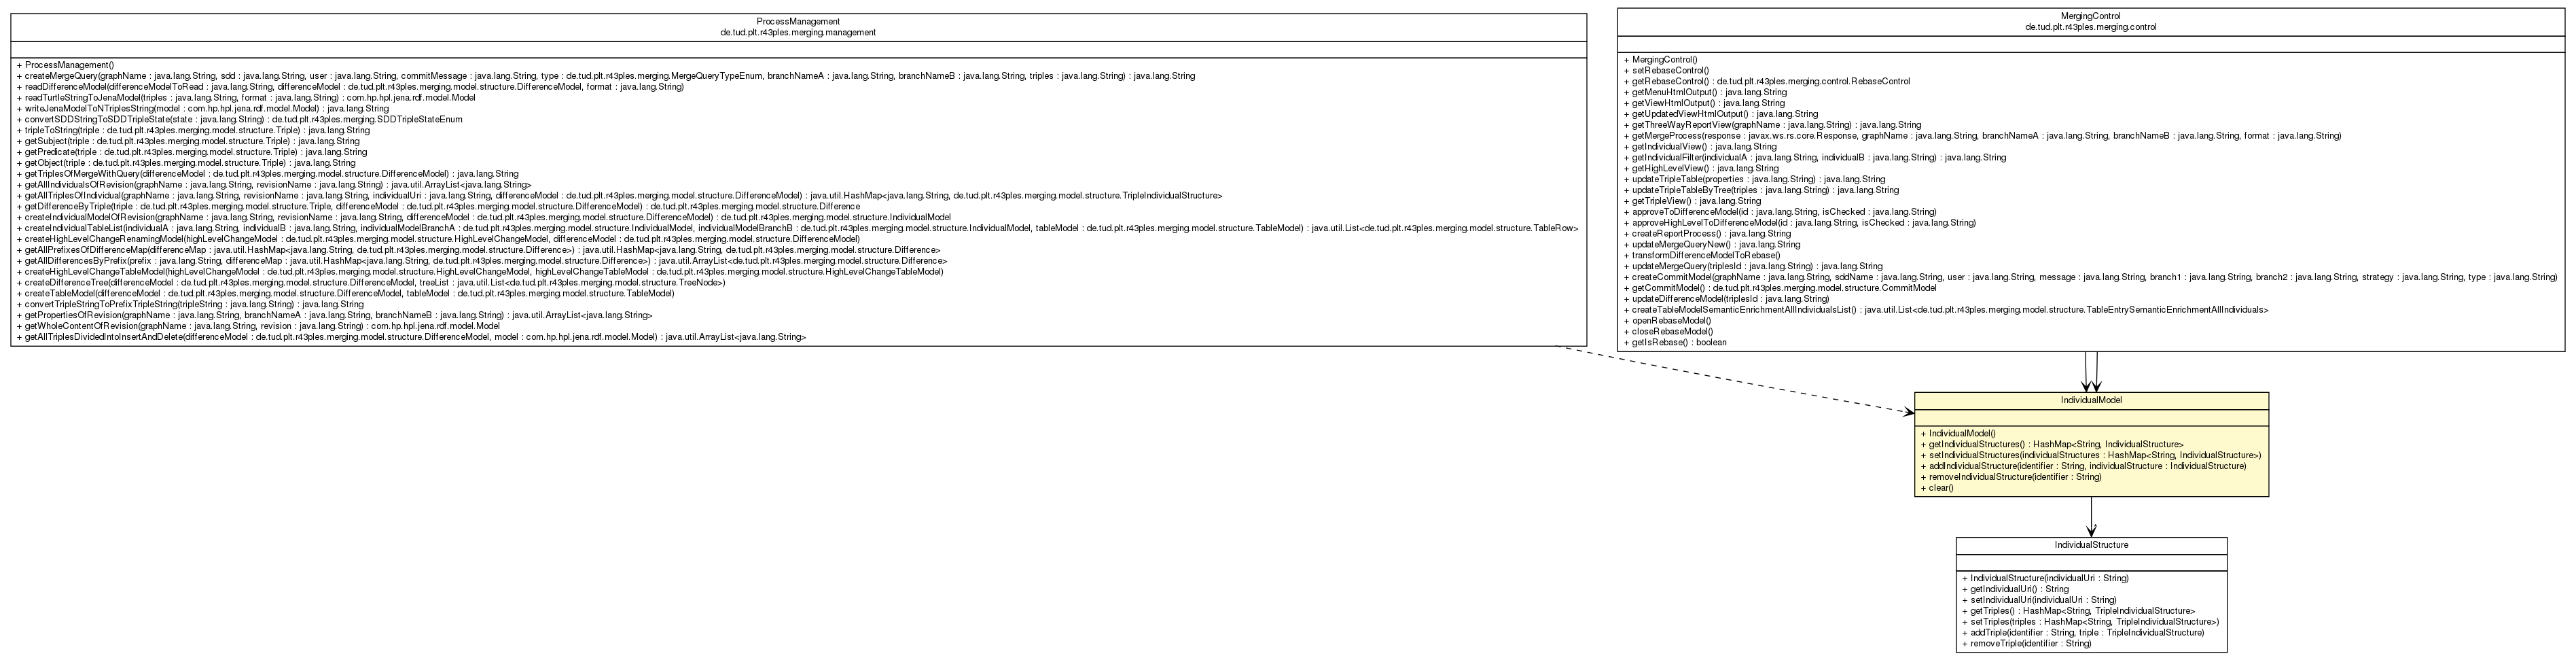 ProcessManagement
de.tud.plt.r43ples.merging.management
+ ProcessManagement()
+ createMergeQuery(graphName : java.lang.String, sdd : java.lang.String, user : java.lang.String, commitMessage : java.lang.String, type : de.tud.plt.r43ples.merging.MergeQueryTypeEnum, branchNameA : java.lang.String, branchNameB : java.lang.String, triples : java.lang.String) : java.lang.String
+ readDifferenceModel(differenceModelToRead : java.lang.String, differenceModel : de.tud.plt.r43ples.merging.model.structure.DifferenceModel, format : java.lang.String)
+ readTurtleStringToJenaModel(triples : java.lang.String, format : java.lang.String) : com.hp.hpl.jena.rdf.model.Model
+ writeJenaModelToNTriplesString(model : com.hp.hpl.jena.rdf.model.Model) : java.lang.String
+ convertSDDStringToSDDTripleState(state : java.lang.String) : de.tud.plt.r43ples.merging.SDDTripleStateEnum
+ tripleToString(triple : de.tud.plt.r43ples.merging.model.structure.Triple) : java.lang.String
+ getSubject(triple : de.tud.plt.r43ples.merging.model.structure.Triple) : java.lang.String
+ getPredicate(triple : de.tud.plt.r43ples.merging.model.structure.Triple) : java.lang.String
+ getObject(triple : de.tud.plt.r43ples.merging.model.structure.Triple) : java.lang.String
+ getTriplesOfMergeWithQuery(differenceModel : de.tud.plt.r43ples.merging.model.structure.DifferenceModel) : java.lang.String
+ getAllIndividualsOfRevision(graphName : java.lang.String, revisionName : java.lang.String) : java.util.ArrayList<java.lang.String>
+ getAllTriplesOfIndividual(graphName : java.lang.String, revisionName : java.lang.String, individualUri : java.lang.String, differenceModel : de.tud.plt.r43ples.merging.model.structure.DifferenceModel) : java.util.HashMap<java.lang.String, de.tud.plt.r43ples.merging.model.structure.TripleIndividualStructure>
+ getDifferenceByTriple(triple : de.tud.plt.r43ples.merging.model.structure.Triple, differenceModel : de.tud.plt.r43ples.merging.model.structure.DifferenceModel) : de.tud.plt.r43ples.merging.model.structure.Difference
+ createIndividualModelOfRevision(graphName : java.lang.String, revisionName : java.lang.String, differenceModel : de.tud.plt.r43ples.merging.model.structure.DifferenceModel) : de.tud.plt.r43ples.merging.model.structure.IndividualModel
+ createIndividualTableList(individualA : java.lang.String, individualB : java.lang.String, individualModelBranchA : de.tud.plt.r43ples.merging.model.structure.IndividualModel, individualModelBranchB : de.tud.plt.r43ples.merging.model.structure.IndividualModel, tableModel : de.tud.plt.r43ples.merging.model.structure.TableModel) : java.util.List<de.tud.plt.r43ples.merging.model.structure.TableRow>
+ createHighLevelChangeRenamingModel(highLevelChangeModel : de.tud.plt.r43ples.merging.model.structure.HighLevelChangeModel, differenceModel : de.tud.plt.r43ples.merging.model.structure.DifferenceModel)
+ getAllPrefixesOfDifferenceMap(differenceMap : java.util.HashMap<java.lang.String, de.tud.plt.r43ples.merging.model.structure.Difference>) : java.util.HashMap<java.lang.String, de.tud.plt.r43ples.merging.model.structure.Difference>
+ getAllDifferencesByPrefix(prefix : java.lang.String, differenceMap : java.util.HashMap<java.lang.String, de.tud.plt.r43ples.merging.model.structure.Difference>) : java.util.ArrayList<de.tud.plt.r43ples.merging.model.structure.Difference>
+ createHighLevelChangeTableModel(highLevelChangeModel : de.tud.plt.r43ples.merging.model.structure.HighLevelChangeModel, highLevelChangeTableModel : de.tud.plt.r43ples.merging.model.structure.HighLevelChangeTableModel)
+ createDifferenceTree(differenceModel : de.tud.plt.r43ples.merging.model.structure.DifferenceModel, treeList : java.util.List<de.tud.plt.r43ples.merging.model.structure.TreeNode>)
+ createTableModel(differenceModel : de.tud.plt.r43ples.merging.model.structure.DifferenceModel, tableModel : de.tud.plt.r43ples.merging.model.structure.TableModel)
+ convertTripleStringToPrefixTripleString(tripleString : java.lang.String) : java.lang.String
+ getPropertiesOfRevision(graphName : java.lang.String, branchNameA : java.lang.String, branchNameB : java.lang.String) : java.util.ArrayList<java.lang.String>
+ getWholeContentOfRevision(graphName : java.lang.String, revision : java.lang.String) : com.hp.hpl.jena.rdf.model.Model
+ getAllTriplesDividedIntoInsertAndDelete(differenceModel : de.tud.plt.r43ples.merging.model.structure.DifferenceModel, model : com.hp.hpl.jena.rdf.model.Model) : java.util.ArrayList<java.lang.String>
MergingControl
de.tud.plt.r43ples.merging.control
+ MergingControl()
+ setRebaseControl()
+ getRebaseControl() : de.tud.plt.r43ples.merging.control.RebaseControl
+ getMenuHtmlOutput() : java.lang.String
+ getViewHtmlOutput() : java.lang.String
+ getUpdatedViewHtmlOutput() : java.lang.String
+ getThreeWayReportView(graphName : java.lang.String) : java.lang.String
+ getMergeProcess(response : javax.ws.rs.core.Response, graphName : java.lang.String, branchNameA : java.lang.String, branchNameB : java.lang.String, format : java.lang.String)
+ getIndividualView() : java.lang.String
+ getIndividualFilter(individualA : java.lang.String, individualB : java.lang.String) : java.lang.String
+ getHighLevelView() : java.lang.String
+ updateTripleTable(properties : java.lang.String) : java.lang.String
+ updateTripleTableByTree(triples : java.lang.String) : java.lang.String
+ getTripleView() : java.lang.String
+ approveToDifferenceModel(id : java.lang.String, isChecked : java.lang.String)
+ approveHighLevelToDifferenceModel(id : java.lang.String, isChecked : java.lang.String)
+ createReportProcess() : java.lang.String
+ updateMergeQueryNew() : java.lang.String
+ transformDifferenceModelToRebase()
+ updateMergeQuery(triplesId : java.lang.String) : java.lang.String
+ createCommitModel(graphName : java.lang.String, sddName : java.lang.String, user : java.lang.String, message : java.lang.String, branch1 : java.lang.String, branch2 : java.lang.String, strategy : java.lang.String, type : java.lang.String)
+ getCommitModel() : de.tud.plt.r43ples.merging.model.structure.CommitModel
+ updateDifferenceModel(triplesId : java.lang.String)
+ createTableModelSemanticEnrichmentAllIndividualsList() : java.util.List<de.tud.plt.r43ples.merging.model.structure.TableEntrySemanticEnrichmentAllIndividuals>
+ openRebaseModel()
+ closeRebaseModel()
+ getIsRebase() : boolean
IndividualModel
+ IndividualModel()
+ getIndividualStructures() : HashMap<String, IndividualStructure>
+ setIndividualStructures(individualStructures : HashMap<String, IndividualStructure>)
+ addIndividualStructure(identifier : String, individualStructure : IndividualStructure)
+ removeIndividualStructure(identifier : String)
+ clear()
IndividualStructure
+ IndividualStructure(individualUri : String)
+ getIndividualUri() : String
+ setIndividualUri(individualUri : String)
+ getTriples() : HashMap<String, TripleIndividualStructure>
+ setTriples(triples : HashMap<String, TripleIndividualStructure>)
+ addTriple(identifier : String, triple : TripleIndividualStructure)
+ removeTriple(identifier : String)